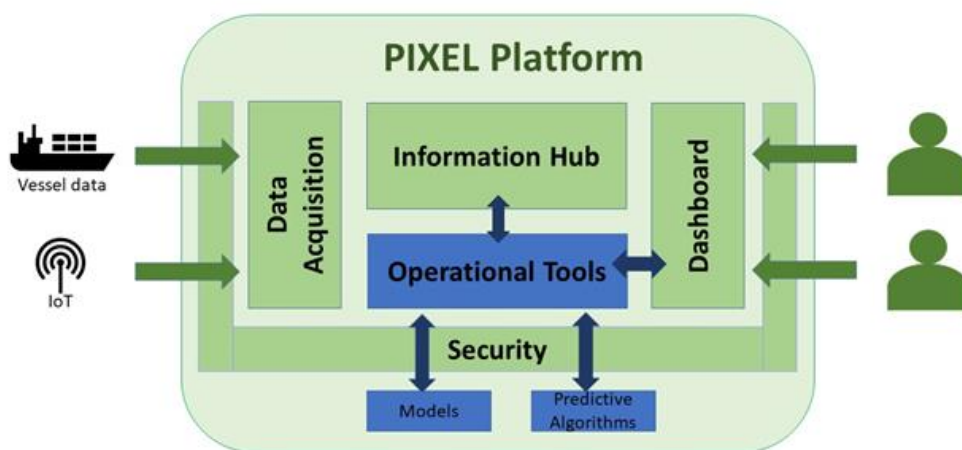 PIXEL Platform
Vessel data
IoT
Data
Acquisition
Information Hub
Operational Tools
Dashboard
Security
Models
Predictive
Algorithms